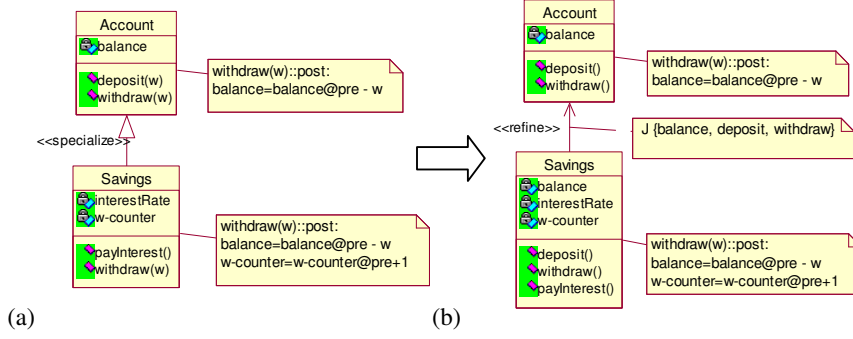 Account
balance
deposit(w)
withdraw(w)
withdraw(w)::post:
balance=balance@pre - w
<<specialize>>
Savings
interestRate
w-counter
payInterest()
withdraw(w)
withdraw(w)::post:
balance=balance@pre - w
w-counter=w-counter@pre+1
(a)
Account
balance
deposit()
withdraw()
withdraw(w)::post:
balance=balance@pre - w
<<refine>>
J {balance, deposit, withdraw}
Savings
balance
interestRate
w-counter
deposit()
withdraw()
payInterest()
withdraw(w)::post:
balance=balance@pre - w
w-counter=w-counter@pre+1
(b)